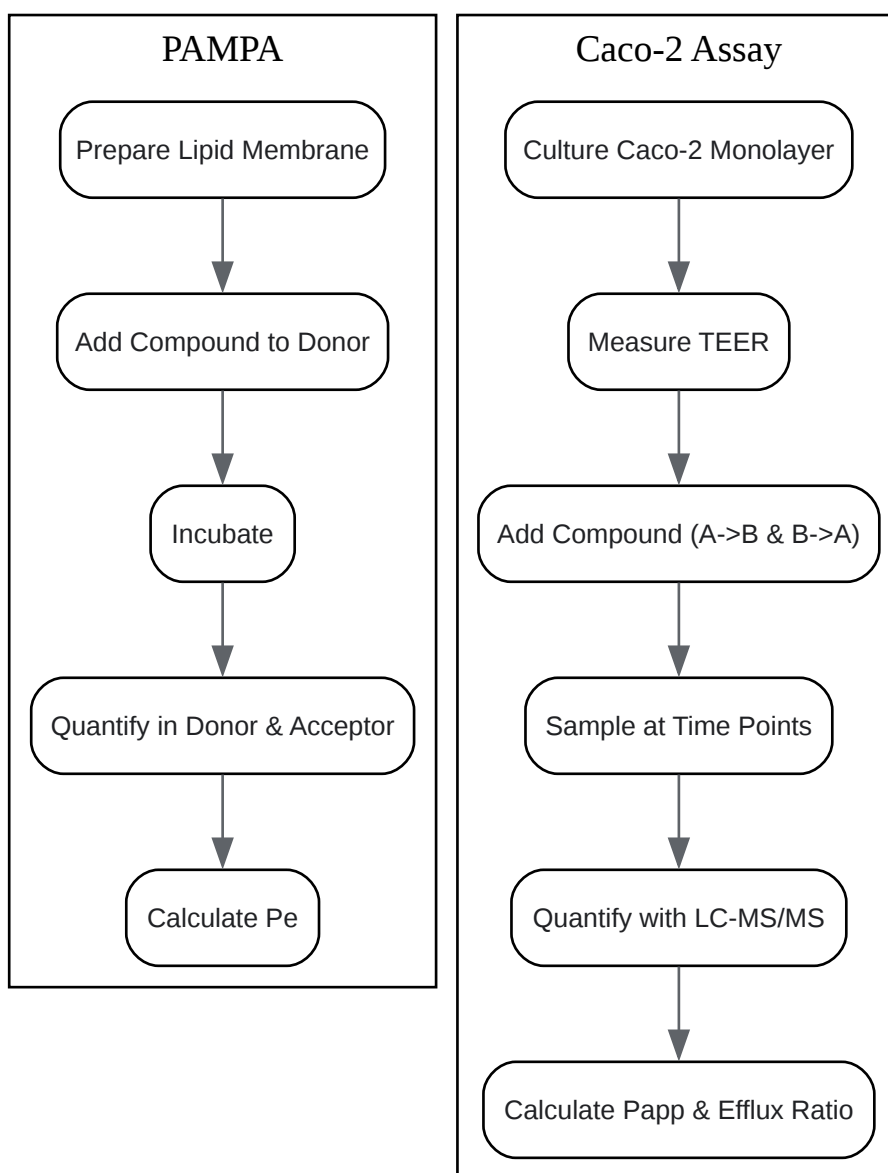 PAMPA
Prepare Lipid Membrane
Add Compound to Donor
Incubate
Quantify in Donor & Acceptor
Calculate Pe
Caco-2 Assay
Culture Caco-2 Monolayer
Measure TEER
Add Compound (A->B & B->A)
Sample at Time Points
Quantify with LC-MS/MS
Calculate Papp & Efflux Ratio